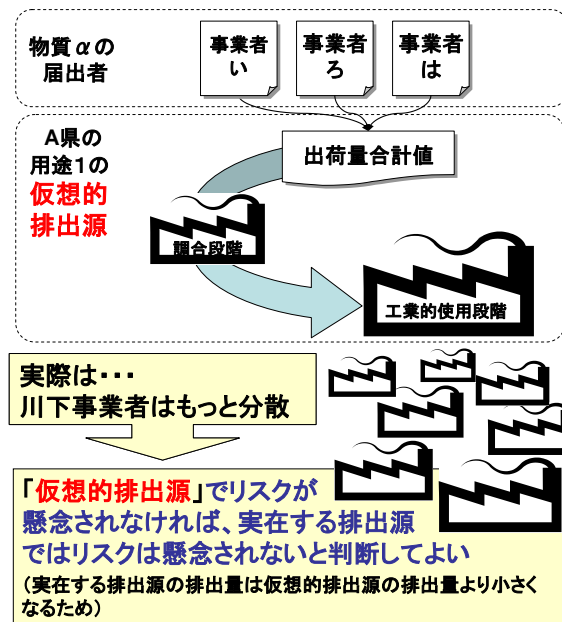 物質αの
届出者
事業者
い
事業者
ろ
事業者
は
A県の
用途1の
仮想的
排出源
出荷量合計値
調合段階
工業的使用段階
実際は・・・
川下事業者はもっと分散
「仮想的排出源」でリスクが
懸念されなければ、実在する排出源
ではリスクは懸念されないと判断してよい
（実在する排出源の排出量は仮想的排出源の排出量より小さく
なるため）